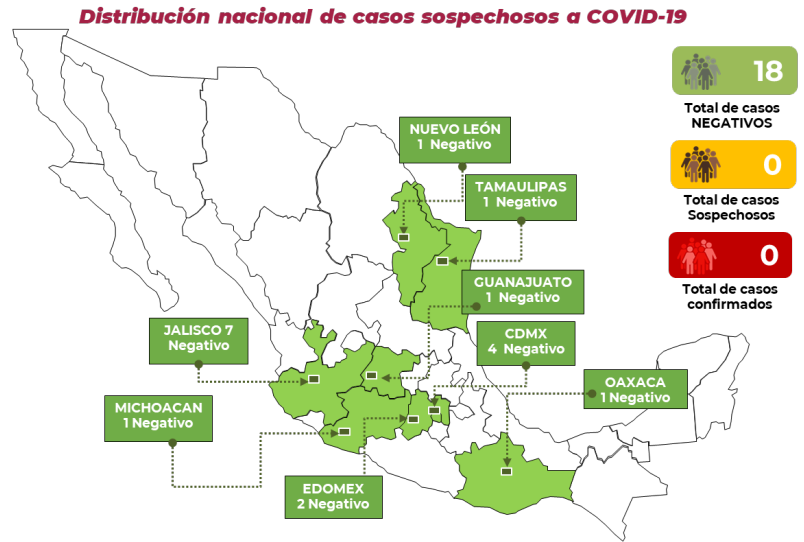 Distribución nacional de casos sospechosos a COVID-19
18
Total de casos
NEGATIVOS
0
Total de casos
Sospechosos
0
Total de casos
confirmados
NUEVO LEÓN
1 Negativo
TAMAULIPAS
1 Negativo
GUANAJUATO
1 Negativo
JALISCO 7
Negativo
CDMX
4 Negativo
OAXACA
1 Negativo
MICHOACAN
1 Negativo
EDOMEX
2 Negativo